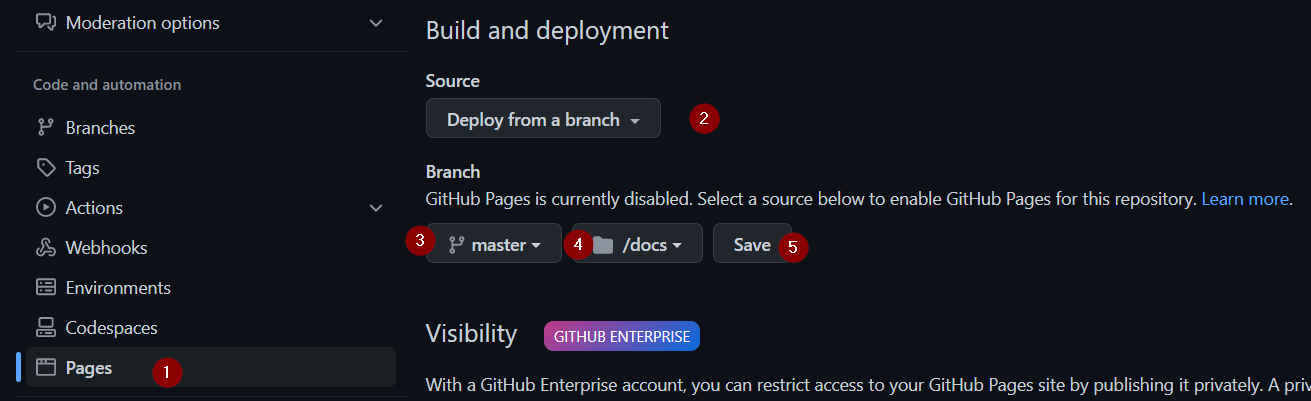 Moderation options
Code and automation
Branches
Tags
Actions
Webhooks
Environments
Codespaces
Pages 1
Build and deployment
Source
Deploy from a branch 2
Branch
GitHub Pages is currently disabled. Select a source below to enable GitHub Pages for this repository. Learn more.
3 master 4 /docs Save 5
Visibility GITHUB ENTERPRISE
With a GitHub Enterprise account, you can restrict access to your GitHub Pages site by publishing it privately. A